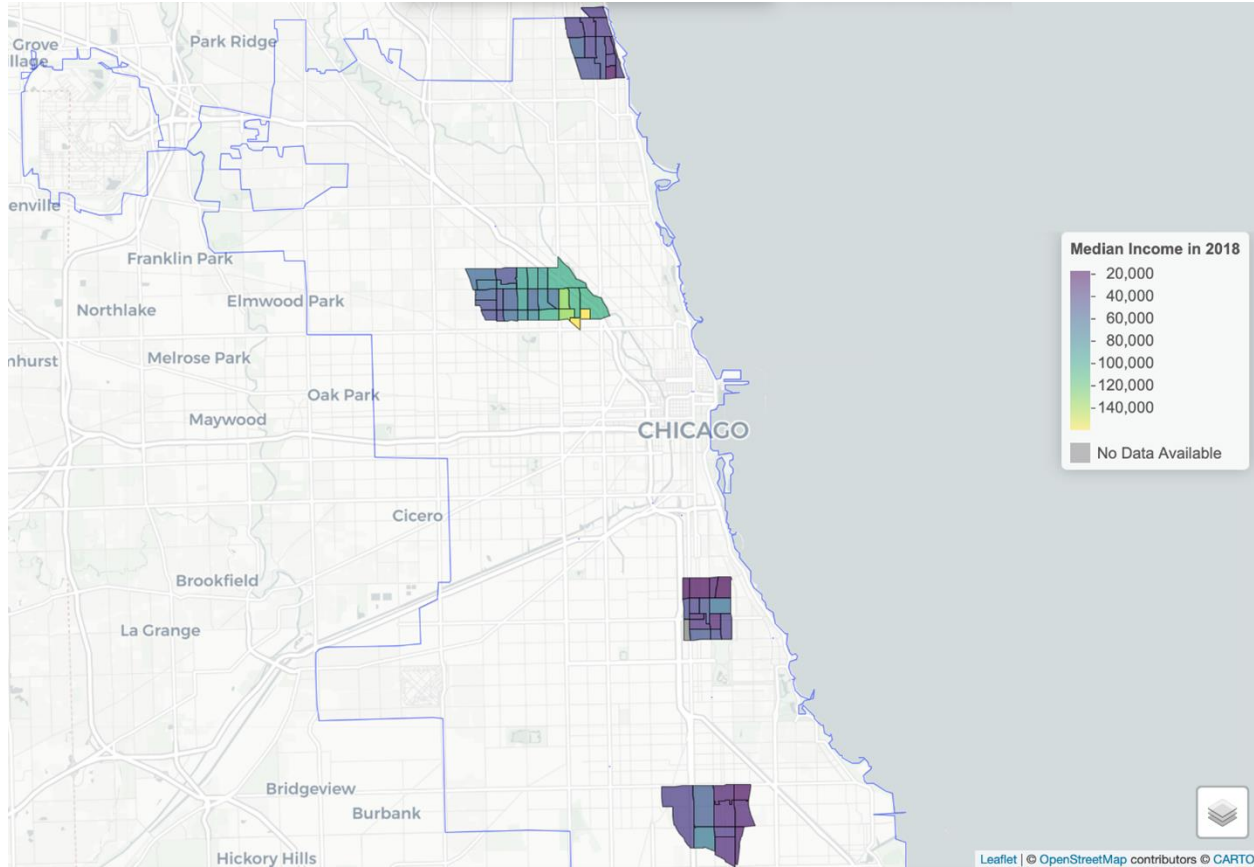 Grove
Park Ridge
llage
enville
Franklin Park
Elmwood Park
Northlake
mhurst
Melrose Park
Oak Park
Maywood
CHICAGO
Cicero
Brookfield
La Grange
Bridgeview
Burbank
Hickory Hills
Median Income in 2018
20,000
40,000
60,000
80,000
100,000
120,000
140,000
No Data Available
Leaflet | © OpenStreetMap contributors © CARTO